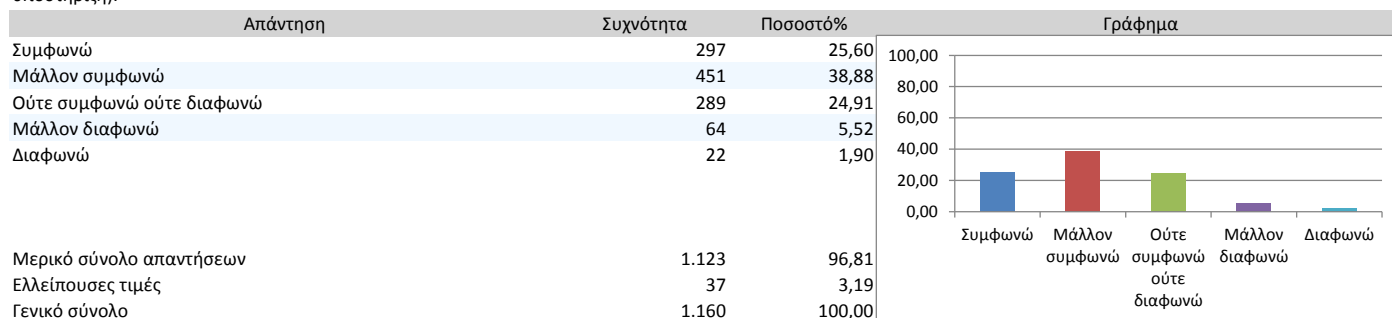 υποστήριξη).
Απάντηση Συχνότητα Ποσοστό% Γράφημα
Συμφωνώ 297 25,60
Μάλλον συμφωνώ 451 38,88
Ούτε συμφωνώ ούτε διαφωνώ 289 24,91
Μάλλον διαφωνώ 64 5,52
Διαφωνώ 22 1,90
Μερικό σύνολο απαντήσεων 1.123 96,81
Ελλείπουσες τιμές 37 3,19
Γενικό σύνολο 1.160 100,00
100,00
80,00
60,00
40,00
20,00
0,00
Συμφωνώ Μάλλον Ούτε Μάλλον Διαφωνώ
συμφωνώ συμφωνώ διαφωνώ
ούτε
διαφωνώ